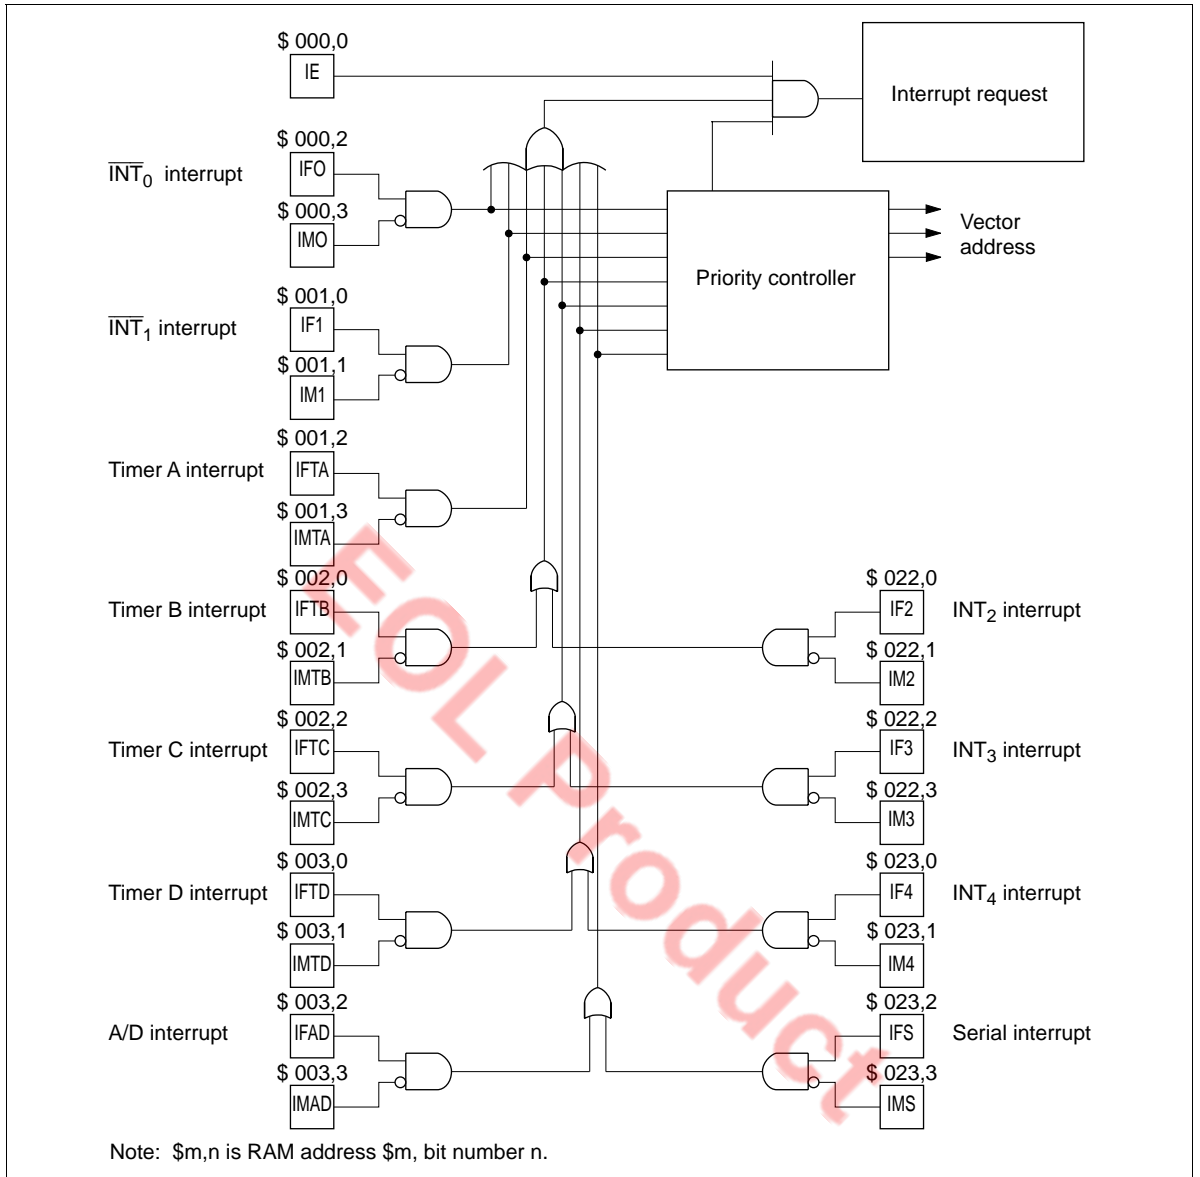 $ 000,0
IE
Interrupt request
$ 000,2
INT0 interrupt
IFO
$ 000,3
IMO
Priority controller
Vector
address
$ 001,0
INT1 interrupt
IF1
$ 001,1
IM1
$ 001,2
Timer A interrupt
IFTA
$ 001,3
IMTA
$ 002,0
Timer B interrupt
IFTB
$ 002,1
IMTB
$ 022,0
IF2
INT2 interrupt
$ 022,1
IM2
$ 002,2
Timer C interrupt
IFTC
$ 002,3
IMTC
$ 022,2
IF3
INT3 interrupt
$ 022,3
IM3
$ 003,0
Timer D interrupt
IFTD
$ 003,1
IMTD
$ 023,0
IF4
INT4 interrupt
$ 023,1
IM4
$ 003,2
A/D interrupt
IFAD
$ 003,3
IMAD
$ 023,2
IFS
Serial interrupt
$ 023,3
IMS
EOL Product
Note: $m,n is RAM address $m, bit number n.